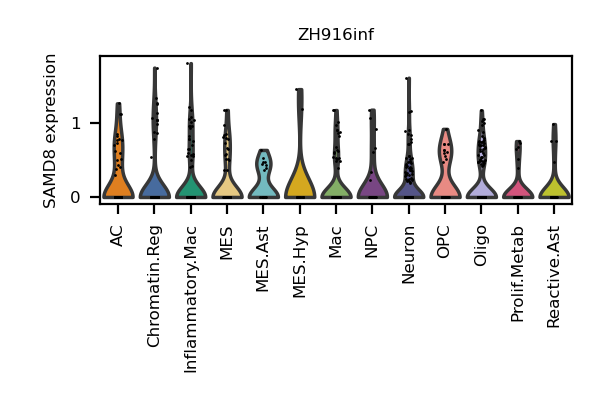 ZH916inf
SAMD8 expression
1
0
AC
Chromatin.Reg
Inflammatory.Mac
MES
MES.Ast
MES.Hyp
Mac
NPC
Neuron
OPC
Oligo
Prolif.Metab
Reactive.Ast